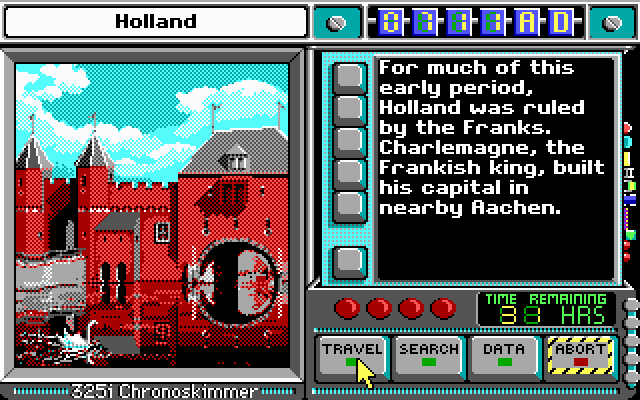 Holland
AD
For much of this
early period,
Holland was ruled
by the Franks.
Charlemagne, the
Frankish king, built
his capital in
nearby Aachen.
TIME REMAINING
HRS
TRAVEL
SEARCH
DATA
ABORT
325i Chronoskimmer